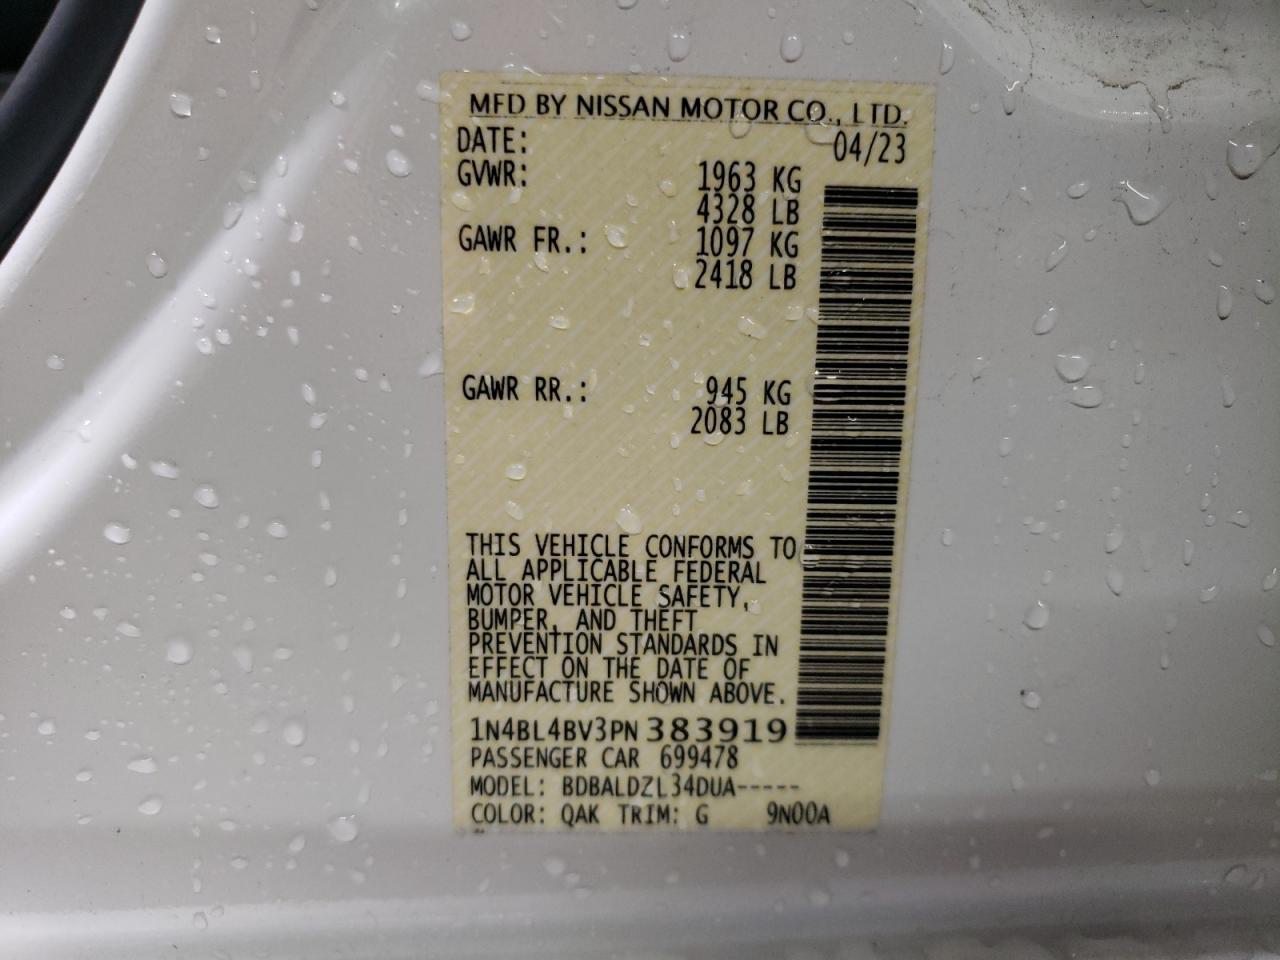 MFD BY NISSAN MOTOR CO., LTD.
DATE: 04/23
GVWR: 1963 KG
4328 LB
GAWR FR.: 1097 KG
2418 LB
GAWR RR.: 945 KG
2083 LB
THIS VEHICLE CONFORMS TO
ALL APPLICABLE FEDERAL
MOTOR VEHICLE SAFETY,
BUMPER, AND THEFT
PREVENTION STANDARDS IN
EFFECT ON THE DATE OF
MANUFACTURE SHOWN ABOVE.
1N4BL4BV3PN383919
PASSENGER CAR 699478
MODEL: BDBALDZL34DUA-----
COLOR: QAK TRIM: G 9N00A